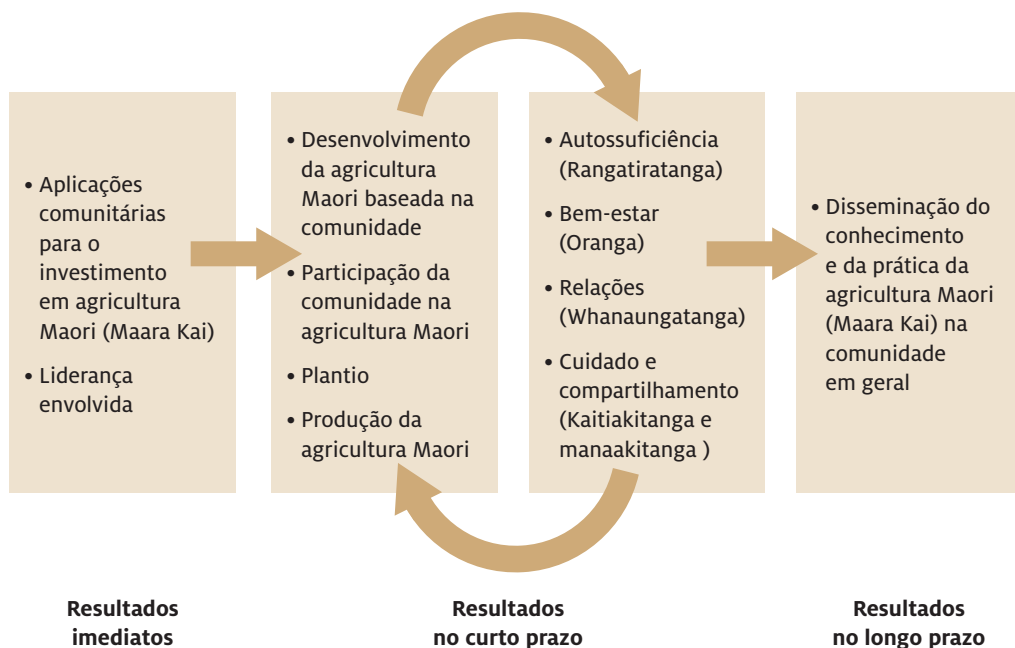 • Aplicações
comunitárias
para o
investimento
em agricultura
Maori (Maara Kai)
• Liderança
envolvida
• Desenvolvimento
da agricultura
Maori baseada na
comunidade
• Participação da
comunidade na
agricultura Maori
• Plantio
• Produção da
agricultura Maori
• Autossuficiência
(Rangatiratanga)
• Bem-estar
(Oranga)
• Relações
(Whanaungatanga)
• Cuidado e
compartilhamento
(Kaitiakitanga e
manaakitanga )
• Disseminação do
conhecimento
e da prática da
agricultura Maori
(Maara Kai) na
comunidade
em geral
Resultados
imediatos
Resultados
no curto prazo
Resultados
no longo prazo